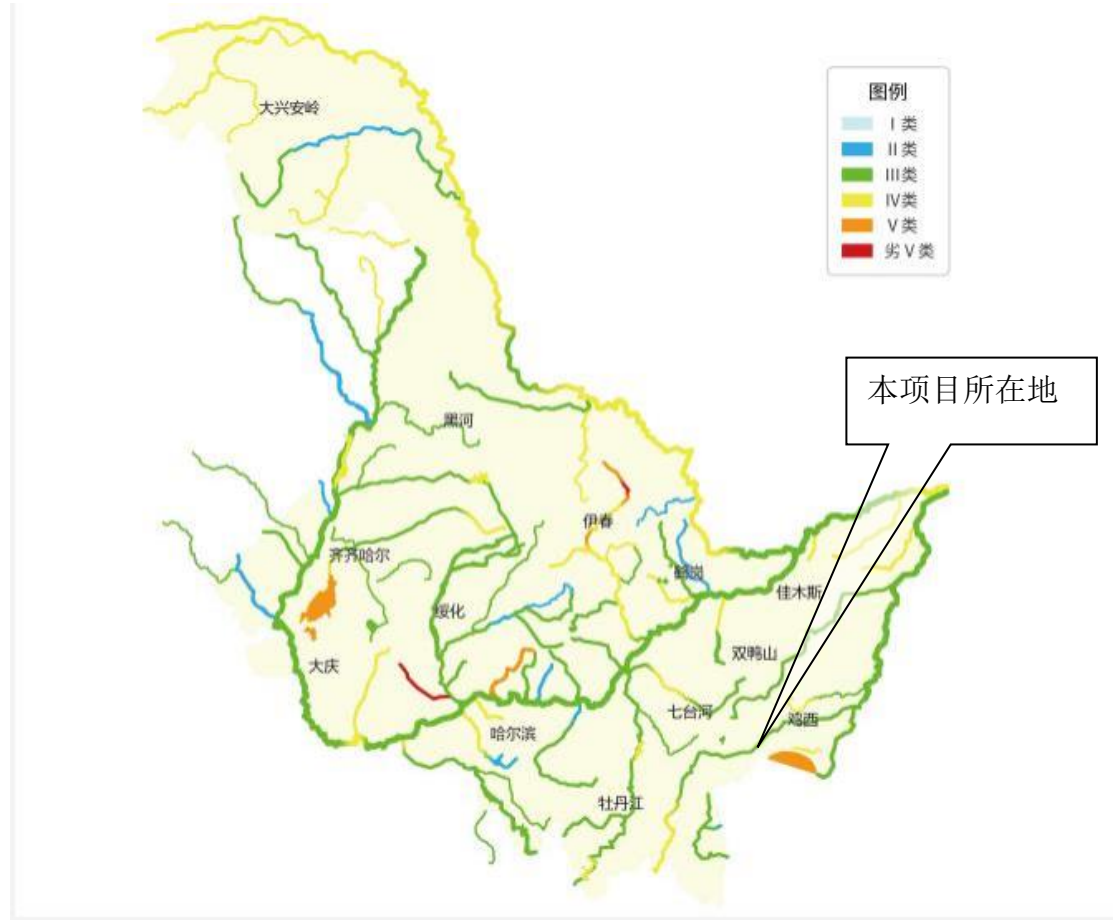 大兴安岭
图例
I类
II类
III类
IV类
V类
劣V类
本项目所在地
黑河
伊春
齐齐哈尔
鹤岗
佳木斯
绥化
双鸭山
大庆
七台河
鸡西
哈尔滨
牡丹江